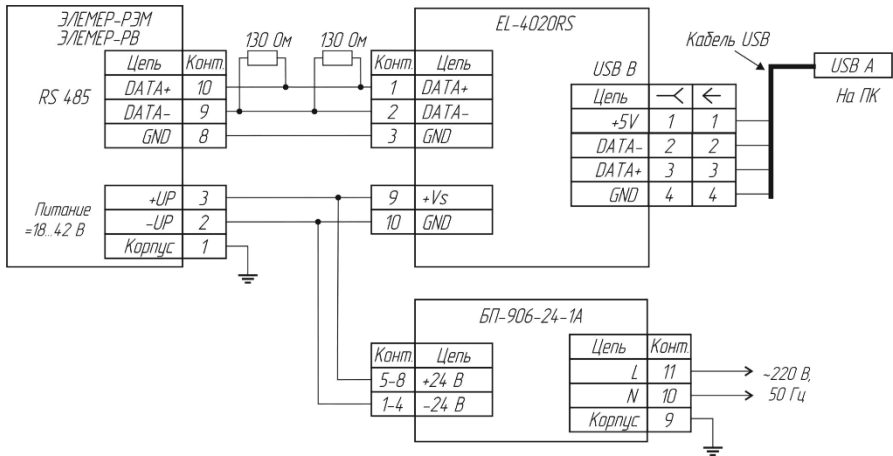 ЭЛЕМЕР-РЭМ
ЭЛЕМЕР-РВ
130 Ом 130 Ом
EL-4020RS
Кабель USB
USB A
На ПК
RS 485
Цепь Конт.
DATA+ 10
DATA- 9
GND 8
Конт. Цепь
1 DATA+
2 DATA-
3 GND
USB B
Цепь
+5V 1 1
DATA- 2 2
DATA+ 3 3
GND 4 4
Питание
=18...42 В
+UP 3
-UP 2
Корпус 1
9 +Vs
10 GND
БП-906-24-1А
Конт. Цепь
5-8 +24 В
1-4 -24 В
Цепь Конт.
L 11
N 10
Корпус 9
~220 В,
50 Гц